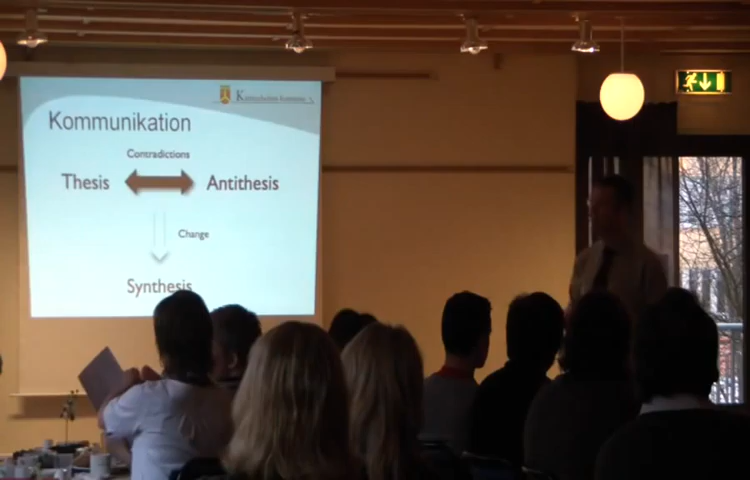 Kommunikation
Contradictions
Thesis Antithesis
Change
Synthesis